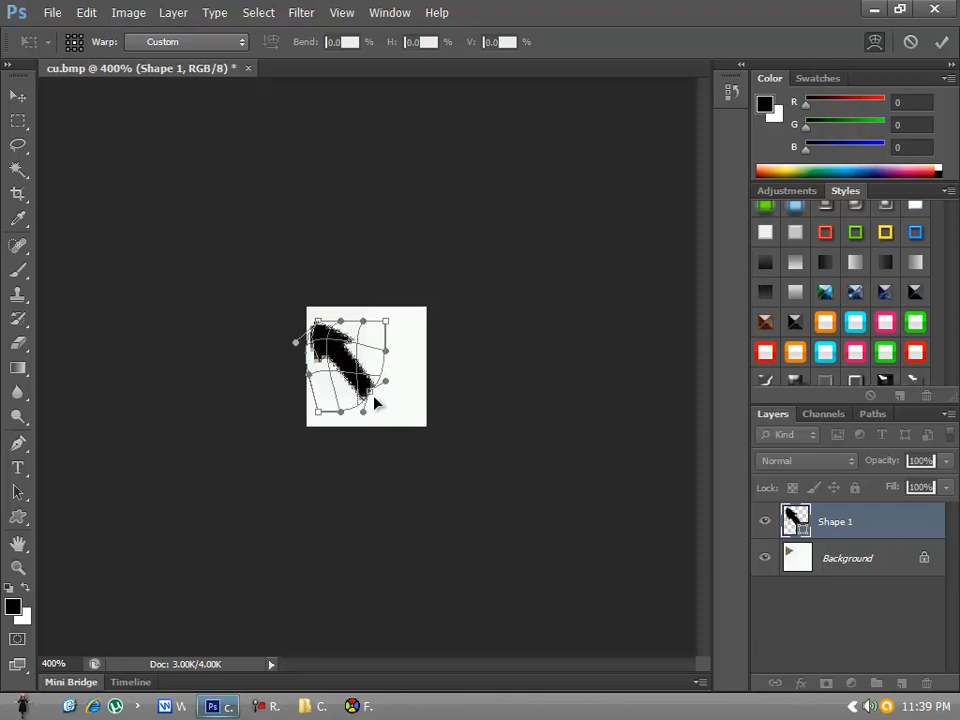 Ps File Edit Image Layer Type Select Filter View Window Help
Warp: Custom Bend: 0.0 % H: 0.0 % V: 0.0 %
cu.bmp @ 400% (Shape 1, RGB/8) * ×
Color Swatches
R 0
G 0
B 0
Adjustments Styles
Layers Channels Paths
Kind
Normal Opacity: 100%
Lock: Fill: 100%
Shape 1
Background
400% Doc: 3.00K/4.00K
Mini Bridge Timeline
W Ps c. R. C. F. 11:39 PM